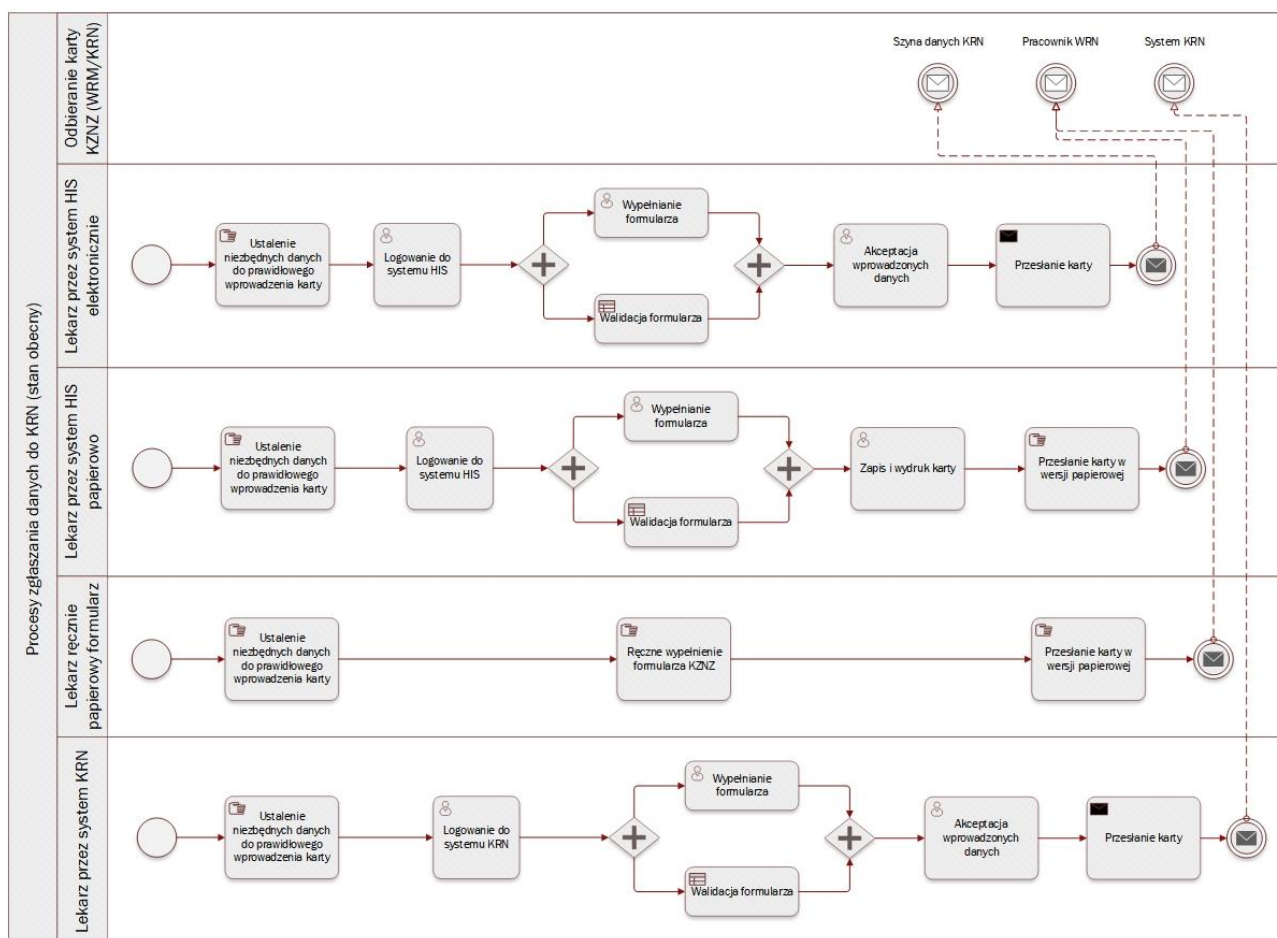 Procesy zgłaszania danych do KRN (stan obecny)
Odbieranie karty
KZNZ (WRM/KRN)
Szyna danych KRN
Pracownik WRN
System KRN
Lekarz przez system HIS
elektronicznie
Ustalenie
niezbędnych danych
do prawidłowego
wprowadzenia karty
Logowanie do
systemu HIS
Wypełnianie
formularza
Walidacja formularza
Akceptacja
wprowadzonych
danych
Przesłanie karty
Lekarz przez system HIS
papierowo
Ustalenie
niezbędnych danych
do prawidłowego
wprowadzenia karty
Logowanie do
systemu HIS
Wypełnianie
formularza
Walidacja formularza
Zapis i wydruk karty
Przesłanie karty w
wersji papierowej
Lekarz ręcznie
papierowy formularz
Ustalenie
niezbędnych danych
do prawidłowego
wprowadzenia karty
Ręczne wypełnienie
formularza KZNZ
Przesłanie karty w
wersji papierowej
Lekarz przez system KRN
Ustalenie
niezbędnych danych
do prawidłowego
wprowadzenia karty
Logowanie do
systemu KRN
Wypełnianie
formularza
Walidacja formularza
Akceptacja
wprowadzonych
danych
Przesłanie karty